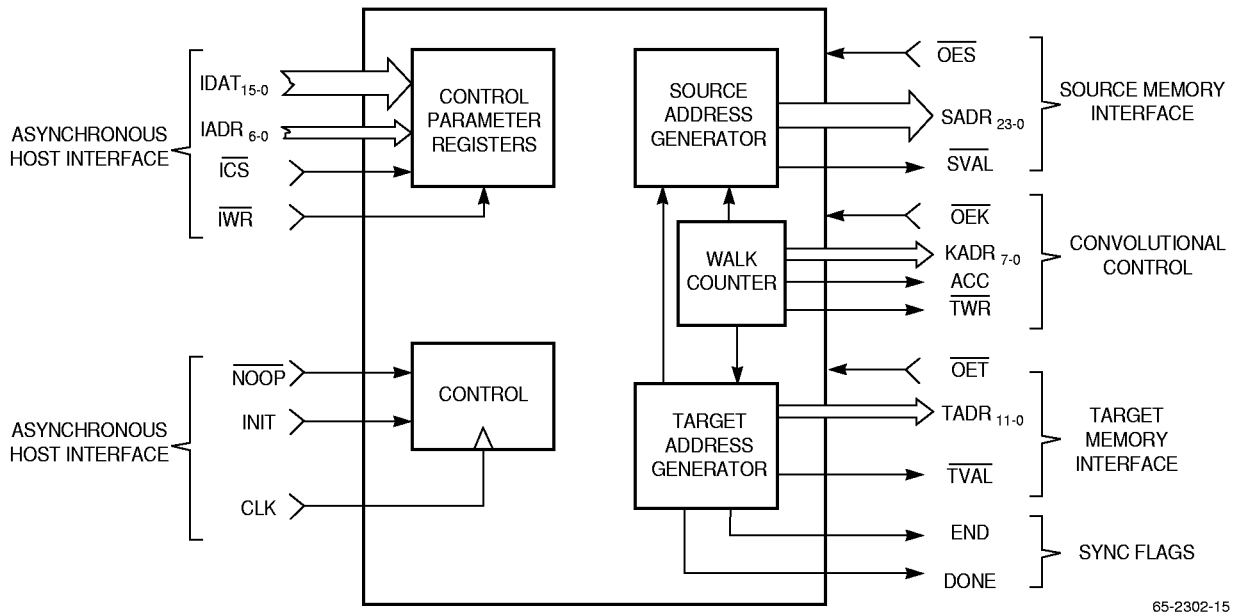 ASYNCHRONOUS
HOST INTERFACE
IDAT15-0
IADR6-0
ICS
IWR
CONTROL
PARAMETER
REGISTERS
SOURCE
ADDRESS
GENERATOR
OES
SADR23-0
SVAL
SOURCE MEMORY
INTERFACE
WALK
COUNTER
OEK
KADR7-0
ACC
TWR
CONVOLUTIONAL
CONTROL
ASYNCHRONOUS
HOST INTERFACE
NOOP
INIT
CLK
CONTROL
TARGET
ADDRESS
GENERATOR
OET
TADR11-0
TVAL
TARGET
MEMORY
INTERFACE
END
DONE
SYNC FLAGS
65-2302-15